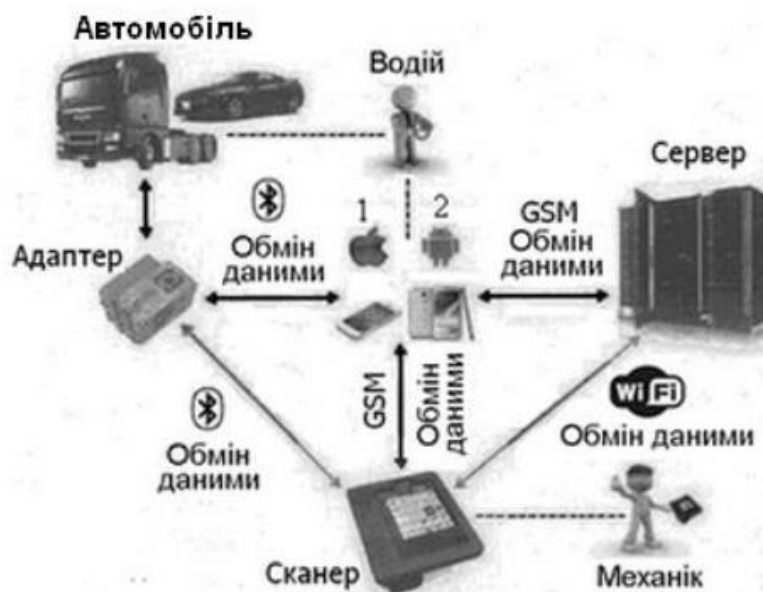 Автомобіль
Водій
Сервер
1
2
GSM
Обмін
даними
Обмін
даними
Адаптер
GSM
Обмін
даними
WiFi
Обмін даними
Обмін
даними
Сканер
Механік